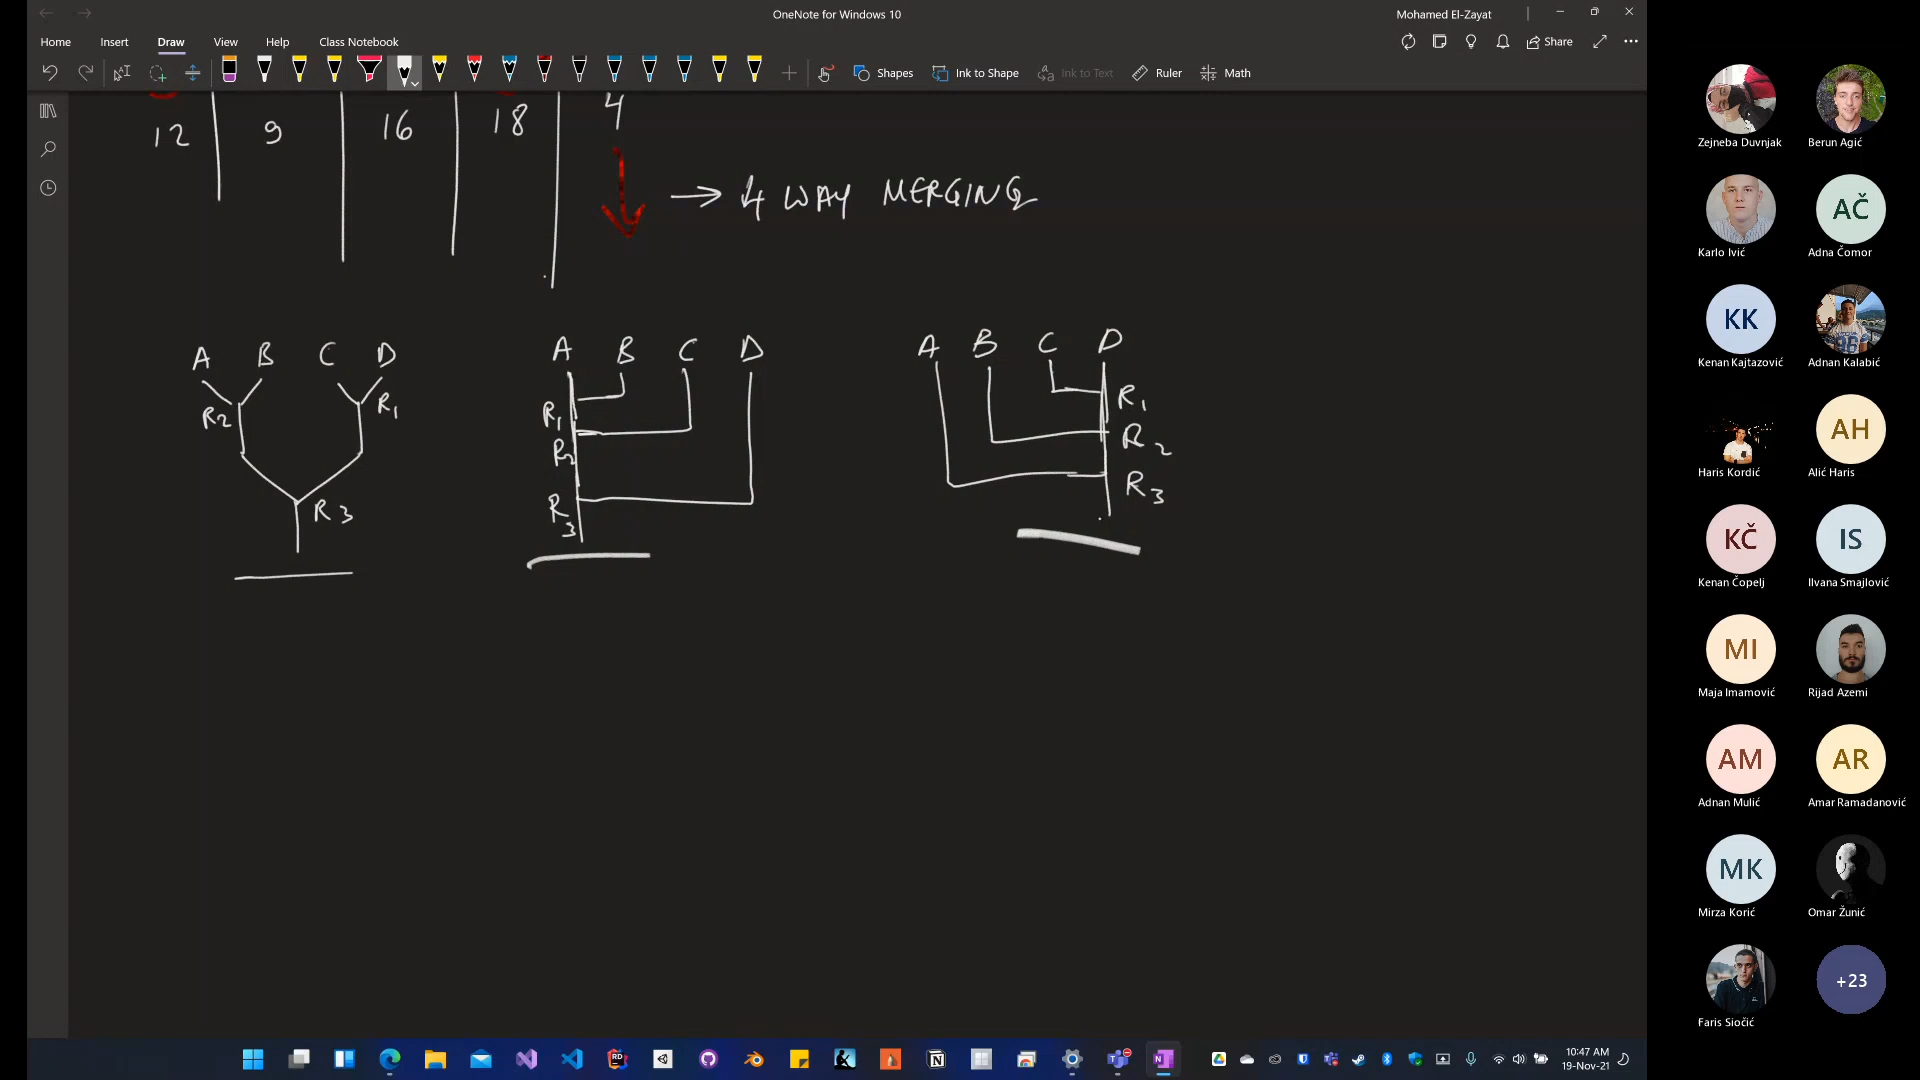 OneNote for Windows 10
Mohamed El-Zayat
Home Insert Draw View Help Class Notebook
Share
Shapes Ink to Shape Ink to Text Ruler Math
12 9 16 18 4
→ 4 WAY MERGING
A B C D
R2 R1
R3
A B C D
R1
R2
R3
A B C D
R1
R2
R3
Zejneba Duvnjak
Berun Agić
Karlo Ivić
AČ
Adna Čomor
KK
Kenan Kajtazović
Adnan Kalabić
Haris Kordić
AH
Alić Haris
KČ
Kenan Čopelj
IS
Ilvana Smajlović
MI
Maja Imamović
Rijad Azemi
AM
Adnan Mulić
AR
Amar Ramadanović
MK
Mirza Korić
Omar Žunić
Faris Siočić
+23
10:47 AM
19-Nov-21